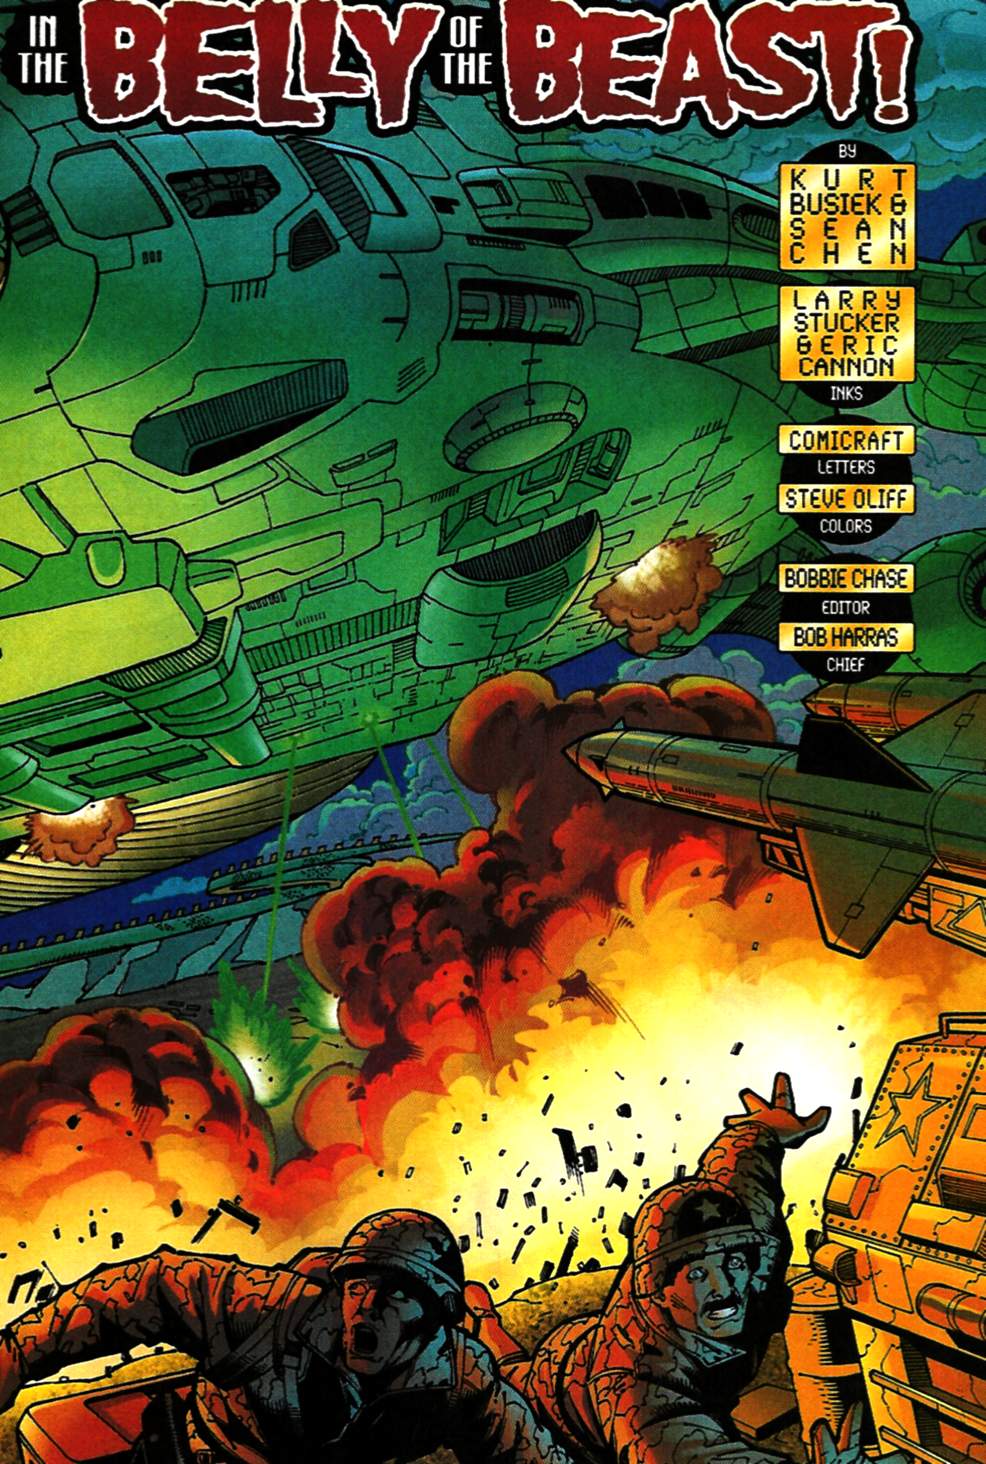 IN
THE
BELLY
OF
THE
BEAST!
BY
KURT
BUSIEK &
SEAN
CHEN
LARRY
STUCKER
& ERIC
CANNON
INKS
COMICRAFT
LETTERS
STEVE OLIFF
COLORS
BOBBIE CHASE
EDITOR
BOB HARRAS
CHIEF